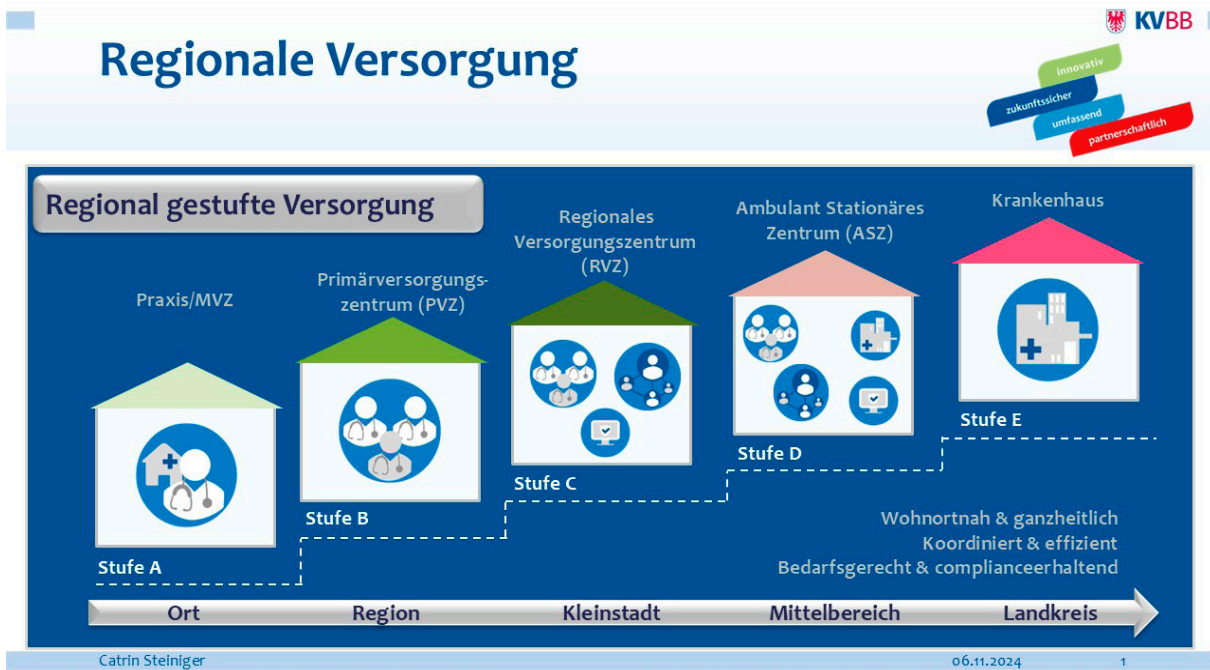 KVBB
Regionale Versorgung
innovativ
zukunftssicher
umfassend
partnerschaftlich
Regional gestufte Versorgung
Praxis/MVZ
Stufe A
Primärversorgungs-
zentrum (PVZ)
Stufe B
Regionales
Versorgungszentrum
(RVZ)
Stufe C
Ambulant Stationäres
Zentrum (ASZ)
Stufe D
Krankenhaus
Stufe E
Wohnortnah & ganzheitlich
Koordiniert & effizient
Bedarfsgerecht & complianceerhaltend
Ort Region Kleinstadt Mittelbereich Landkreis
Catrin Steiniger 06.11.2024 1